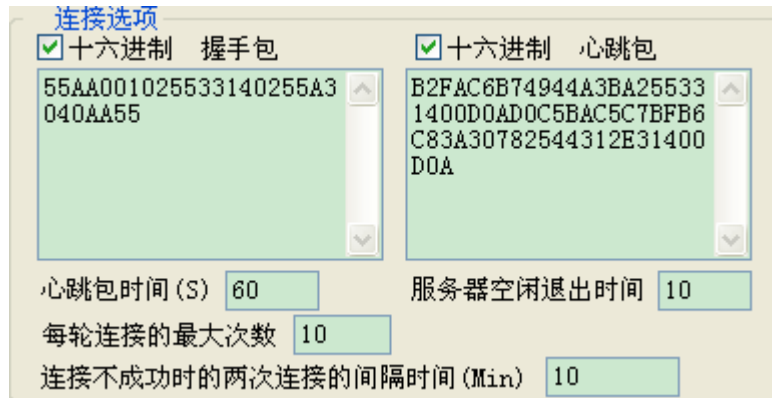 连接选项
十六进制 握手包
十六进制 心跳包
55AA001025533140255A3
040AA55
B2FAC6B74944A3BA25533
1400D0AD0C5BAC5C7BFB6
C83A30782544312E31400
D0A
心跳包时间(S) 60
服务器空闲退出时间 10
每轮连接的最大次数 10
连接不成功时的两次连接的间隔时间(Min) 10